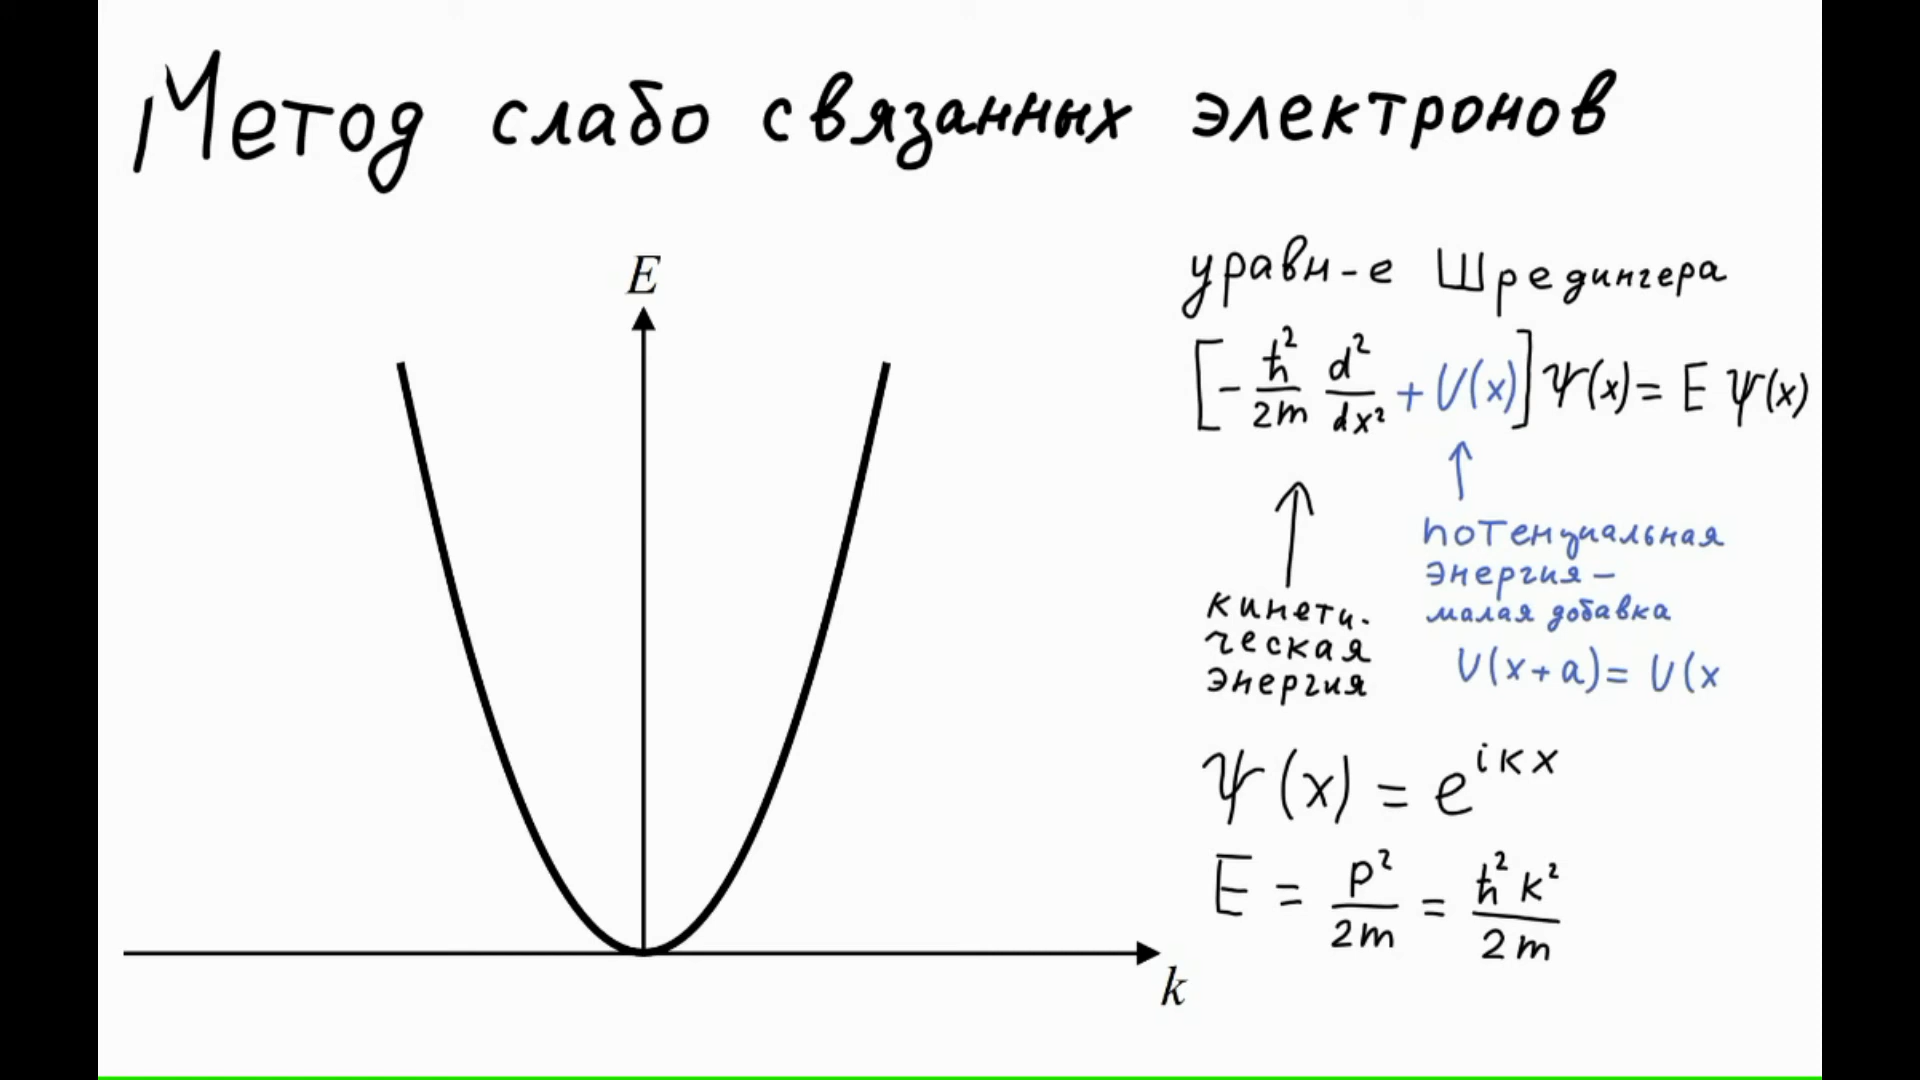 Метод слабо связанных электронов
E
k
уравн-е Шредингера
[-ħ²/2m d²/dx² + U(x)]Ψ(x) = E Ψ(x)
потенциальная
энергия –
малая добавка
U(x+a) = U(x
кинети-
ческая
энергия
Ψ(x) = e^{ikx}
E = p²/2m = ħ²k²/2m